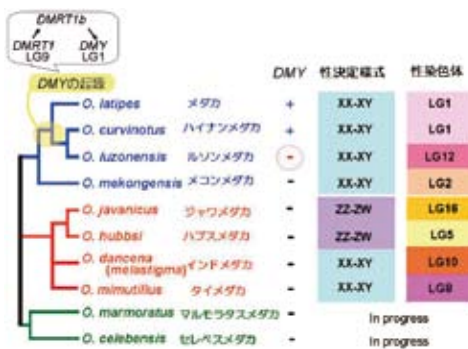 DMRT1b
DMRT1 DMY
LG9 LG1
DMYの起源
DMY 性決定様式 性染色体
O. latipes メダカ + XX-XY LG1
O. curvinotus ハイナンメダカ + XX-XY LG1
O. luzonensis ルソンメダカ - XX-XY LG12
O. mekongensis メコンメダカ - XX-XY LG2
O. javanicus ジャワメダカ - ZZ-ZW LG16
O. hubbsi ハブスメダカ - ZZ-ZW LG5
O. dancena インドメダカ - XX-XY LG10
(melastigma)
O. mimutillus タイメダカ - XX-XY LG8
O. marmoratus マルモラタスメダカ - In progress
O. celebensis セレベスメダカ - In progress